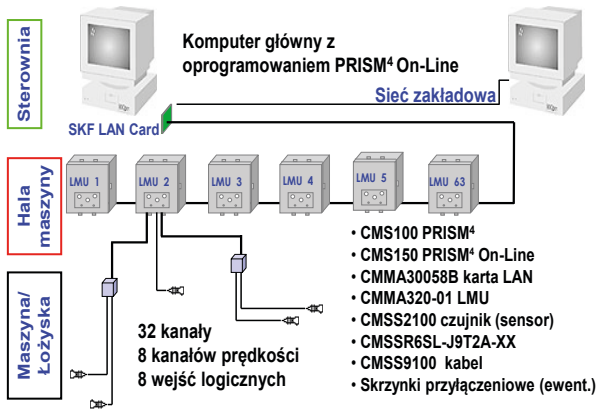 Sterownia
Komputer główny z
oprogramowaniem PRISM⁴ On-Line
Sieć zakładowa
SKF LAN Card
Hala
maszyny
LMU 1
LMU 2
LMU 3
LMU 4
LMU 5
LMU 63
Maszyna/
Łożyska
32 kanały
8 kanałów prędkości
8 wejść logicznych
• CMS100 PRISM⁴
• CMS150 PRISM⁴ On-Line
• CMMA30058B karta LAN
• CMMA320-01 LMU
• CMSS2100 czujnik (sensor)
• CMSSR6SL-J9T2A-XX
• CMSS9100 kabel
• Skrzynki przyłączeniowe (ewent.)